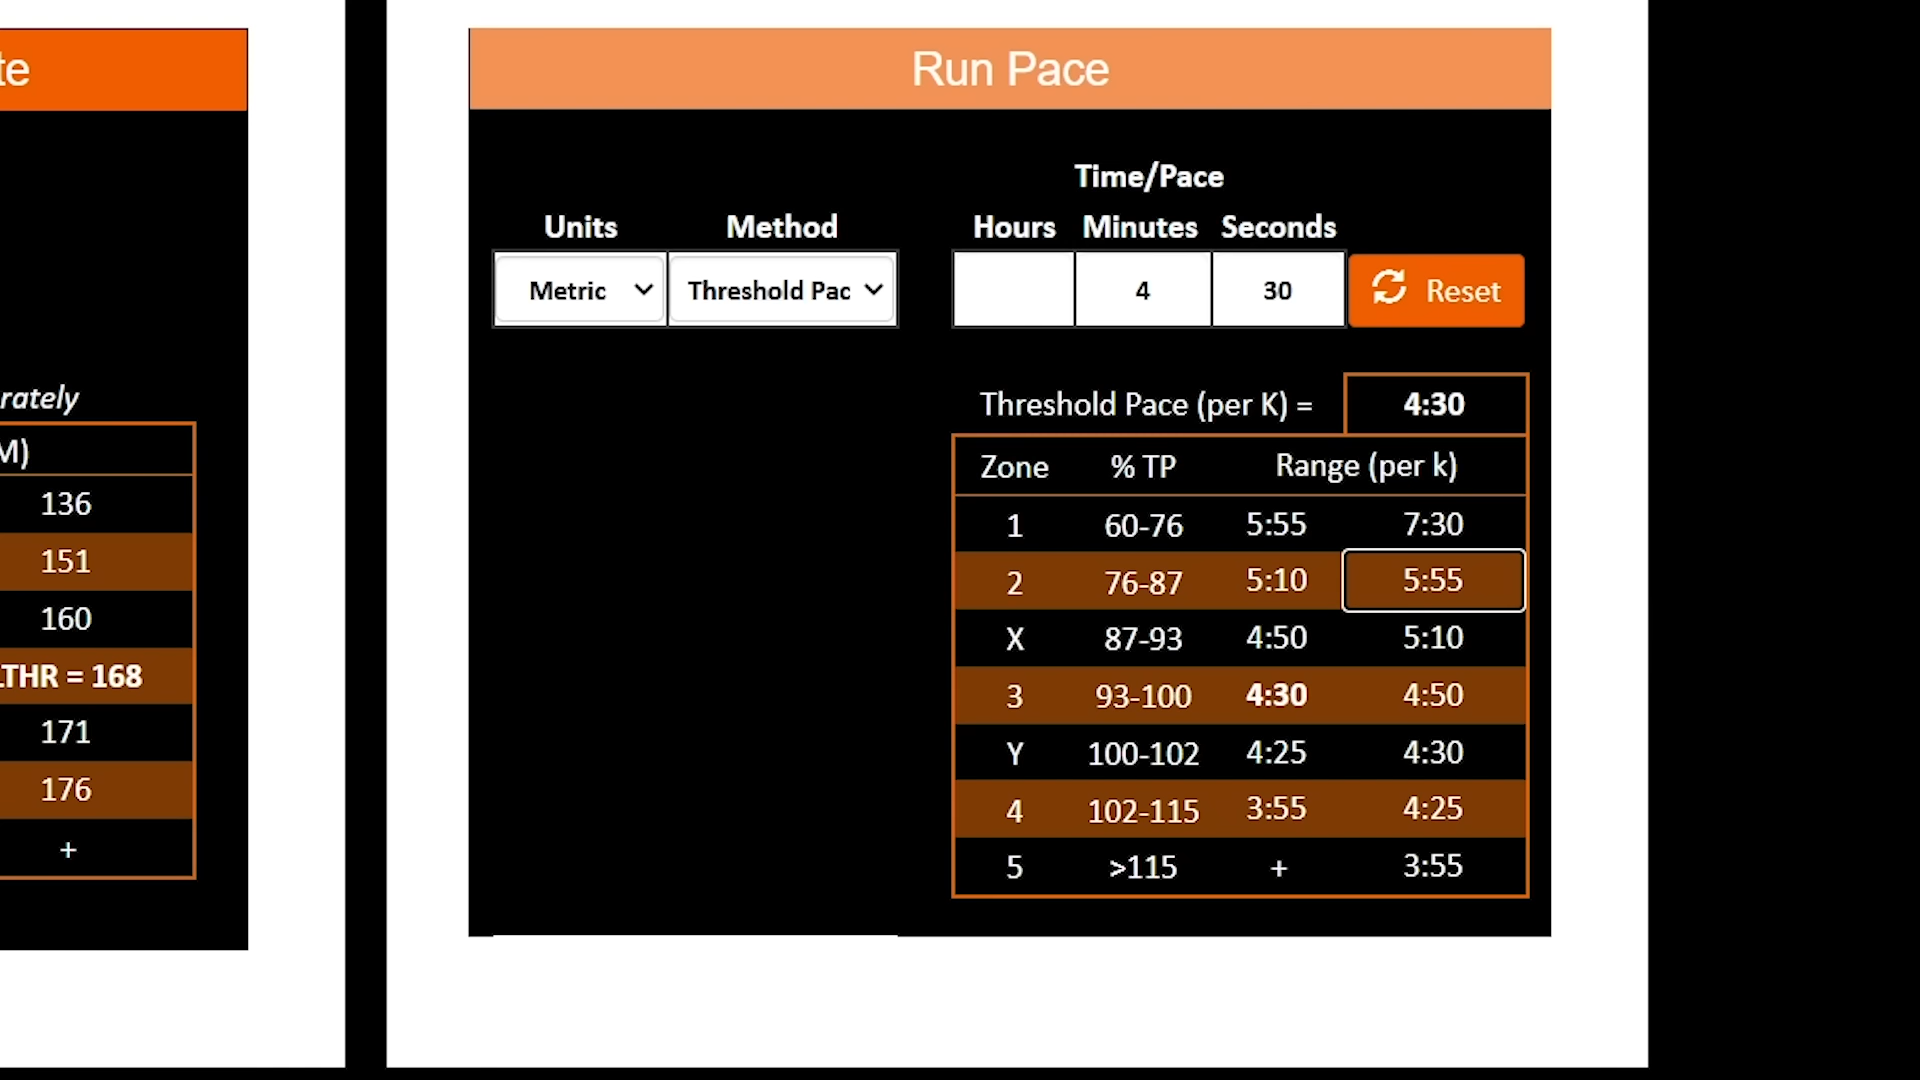 te
rately
M)
136
151
160
LTHR = 168
171
176
+
Run Pace
Time/Pace
Units Method Hours Minutes Seconds
Metric Threshold Pac 4 30 Reset
Threshold Pace (per K) = 4:30
Zone % TP Range (per k)
1 60-76 5:55 7:30
2 76-87 5:10 5:55
X 87-93 4:50 5:10
3 93-100 4:30 4:50
Y 100-102 4:25 4:30
4 102-115 3:55 4:25
5 >115 + 3:55